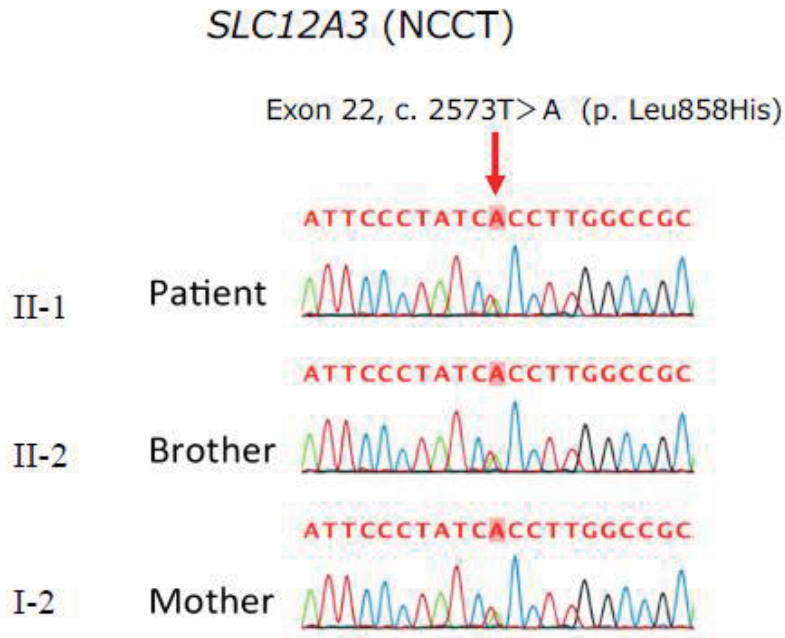 SLC12A3 (NCCT)
Exon 22, c. 2573T>A (p. Leu858His)
ATTCCCTATCACCTTGGCCGC
II-1 Patient
ATTCCCTATCACCTTGGCCGC
II-2 Brother
ATTCCCTATCACCTTGGCCGC
I-2 Mother